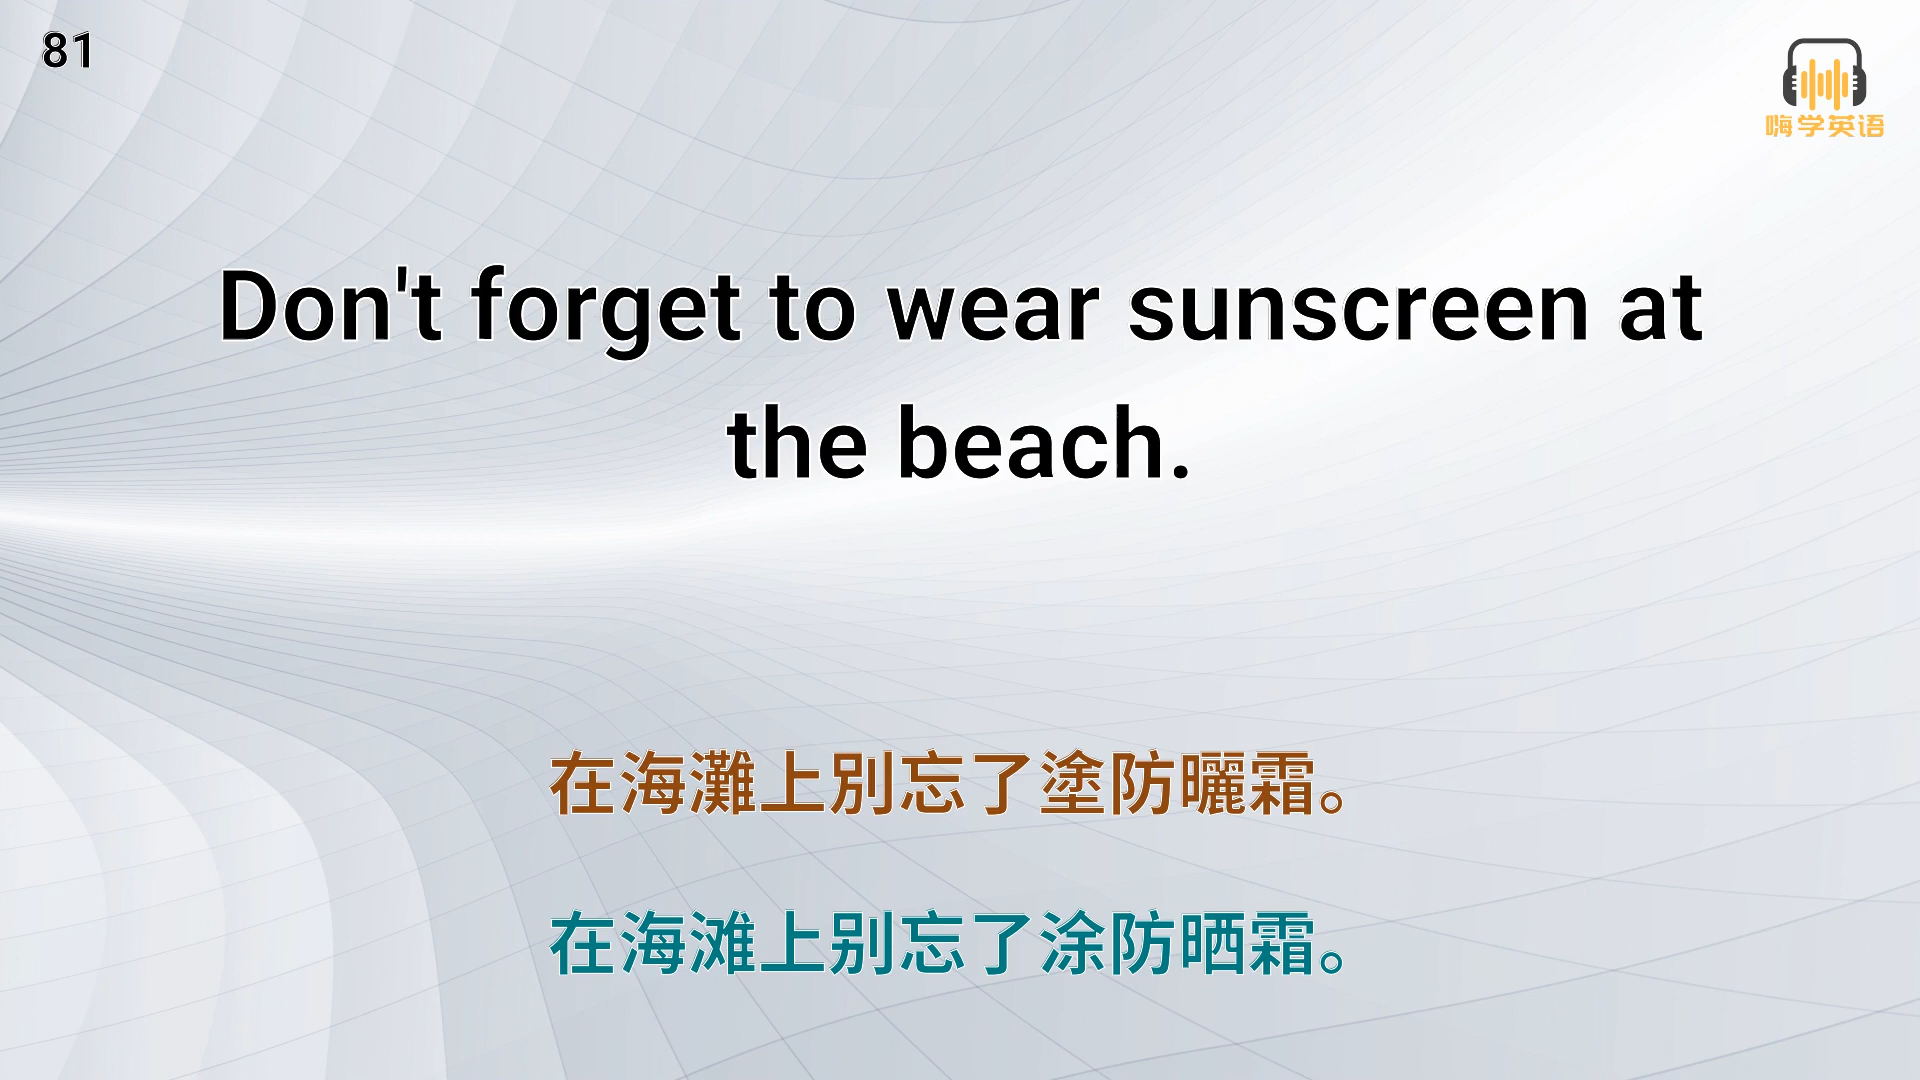 81
嗨学英语
Don't forget to wear sunscreen at
the beach.
在海灘上別忘了塗防曬霜。
在海滩上别忘了涂防晒霜。